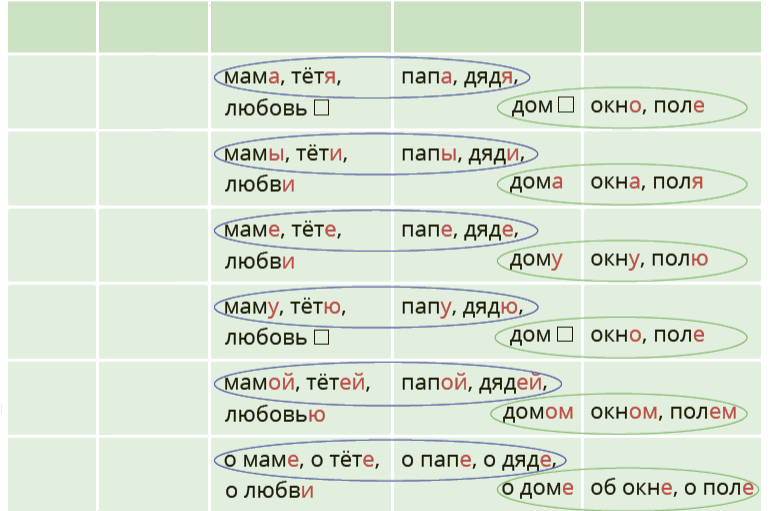 мама, тётя, папа, дядя,
любовь □ дом □ окно, поле
мамы, тёти, папы, дяди,
любви дома окна, поля
маме, тёте, папе, дяде,
любви дому окну, полю
маму, тётю, папу, дядю,
любовь □ дом □ окно, поле
мамой, тётей, папой, дядей,
любовью домом окном, полем
о маме, о тёте, о папе, о дяде,
о любви о доме об окне, о поле